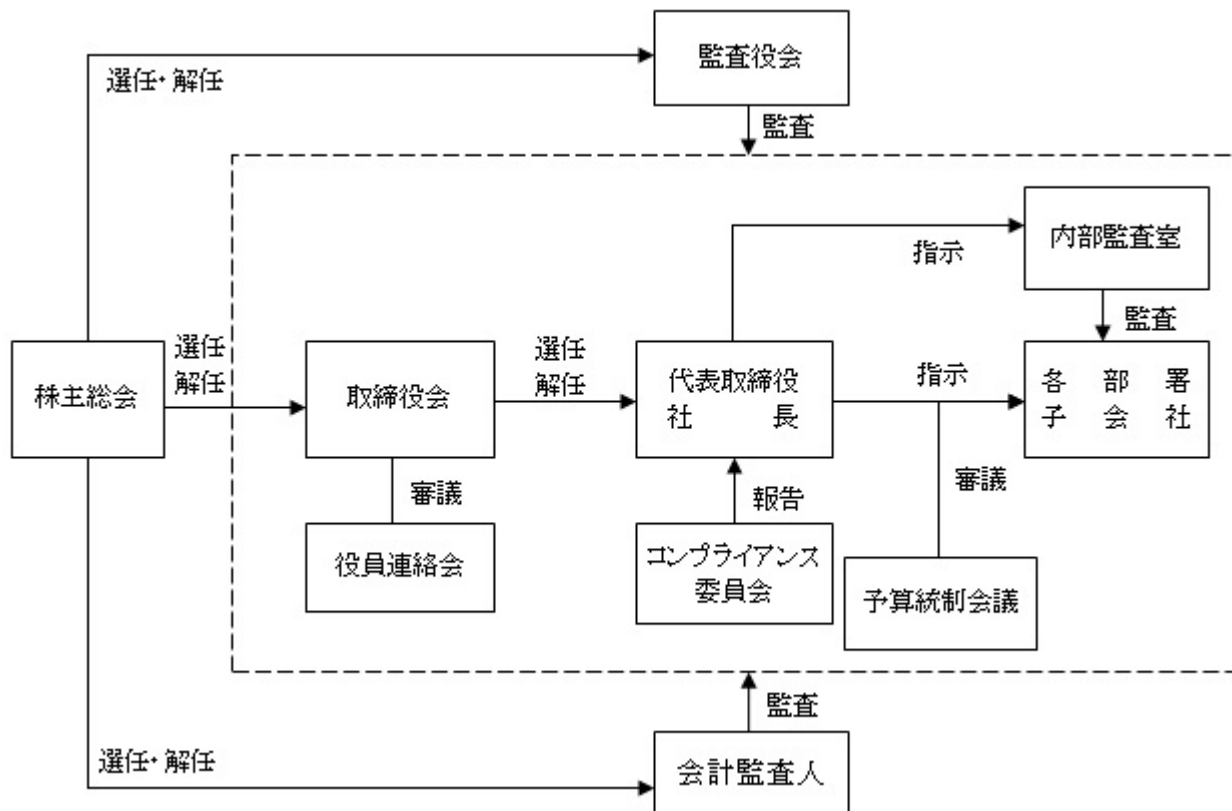 監査役会
選任・解任
監査
内部監査室
指示
監査
選任
解任
株主総会
取締役会
選任
解任
代表取締役
社長
指示
各部署
子会社
審議
報告
審議
役員連絡会
コンプライアンス
委員会
予算統制会議
監査
選任・解任
会計監査人